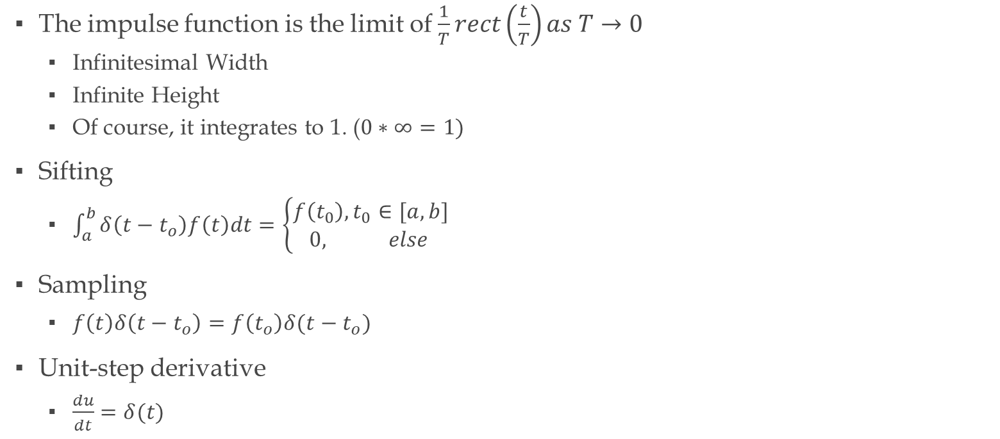 ▪ The impulse function is the limit of $\frac{1}{T} rect\left(\frac{t}{T}\right) as\ T \rightarrow 0$
▪ Infinitesimal Width
▪ Infinite Height
▪ Of course, it integrates to 1. $(0 * \infty = 1)$
▪ Sifting
▪ $\int_a^b \delta(t - t_o) f(t) dt = \begin{cases} f(t_0), t_0 \in [a, b] \\ 0, \quad else \end{cases}$
▪ Sampling
▪ $f(t)\delta(t - t_o) = f(t_o)\delta(t - t_o)$
▪ Unit-step derivative
▪ $\frac{du}{dt} = \delta(t)$